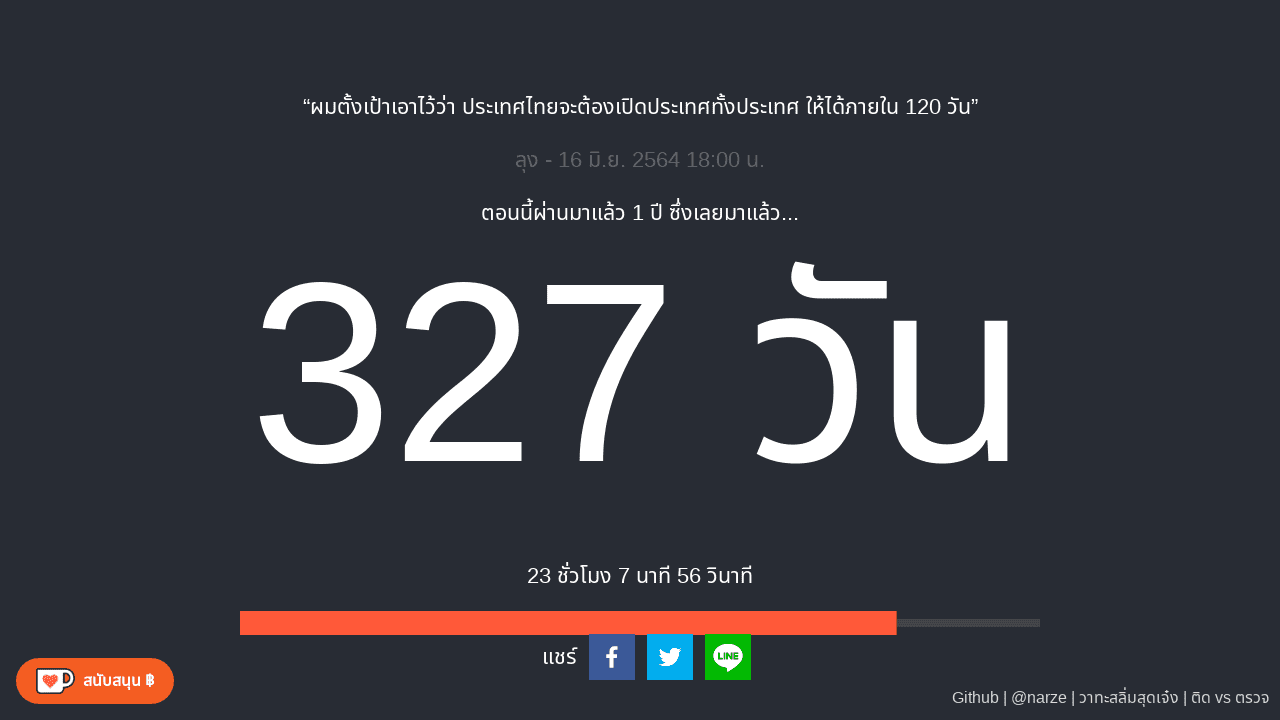 “ผมตั้งเป้าเอาไว้ว่า ประเทศไทยจะต้องเปิดประเทศทั้งประเทศ ให้ได้ภายใน 120 วัน”
ลุง - 16 มิ.ย. 2564 18:00 น.
ตอนนี้ผ่านมาแล้ว 1 ปี ซึ่งเลยมาแล้ว...
327 วัน
23 ชั่วโมง 7 นาที 56 วินาที
แชร์
LINE
สนับสนุน ฿
Github | @narze | วาทะสลิ่มสุดเจ๋ง | ติด vs ตรวจ